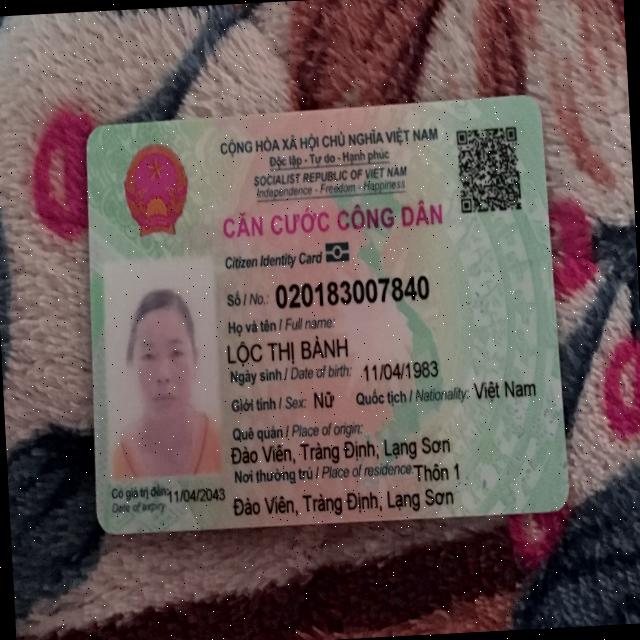 CỘNG HÒA XÃ HỘI CHỦ NGHĨA VIỆT NAM
Độc lập - Tự do - Hạnh phúc
SOCIALIST REPUBLIC OF VIET NAM
Independence - Freedom - Happiness
CĂN CƯỚC CÔNG DÂN
Citizen Identity Card
Số / No.: 020183007840
Họ và tên / Full name:
LỘC THỊ BÀNH
Ngày sinh / Date of birth: 11/04/1983
Giới tính / Sex: Nữ Quốc tịch / Nationality: Việt Nam
Quê quán / Place of origin:
Đào Viên, Tràng Định, Lạng Sơn
Nơi thường trú / Place of residence: Thôn 1
Đào Viên, Tràng Định, Lạng Sơn
Có giá trị đến: 11/04/2043
Date of expiry